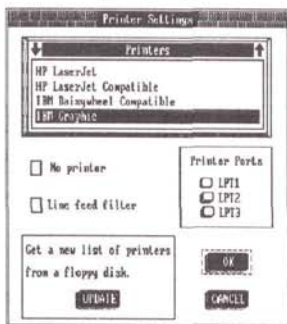 Printer Settings
Printers
HP LaserJet
HP LaserJet Compatible
IBM Daisywheel Compatible
IBM Graphic
No printer
Line feed filter
Printer Ports
LPT1
LPT2
LPT3
Get a new list of printers
from a floppy disk.
UPDATE
OK
CANCEL